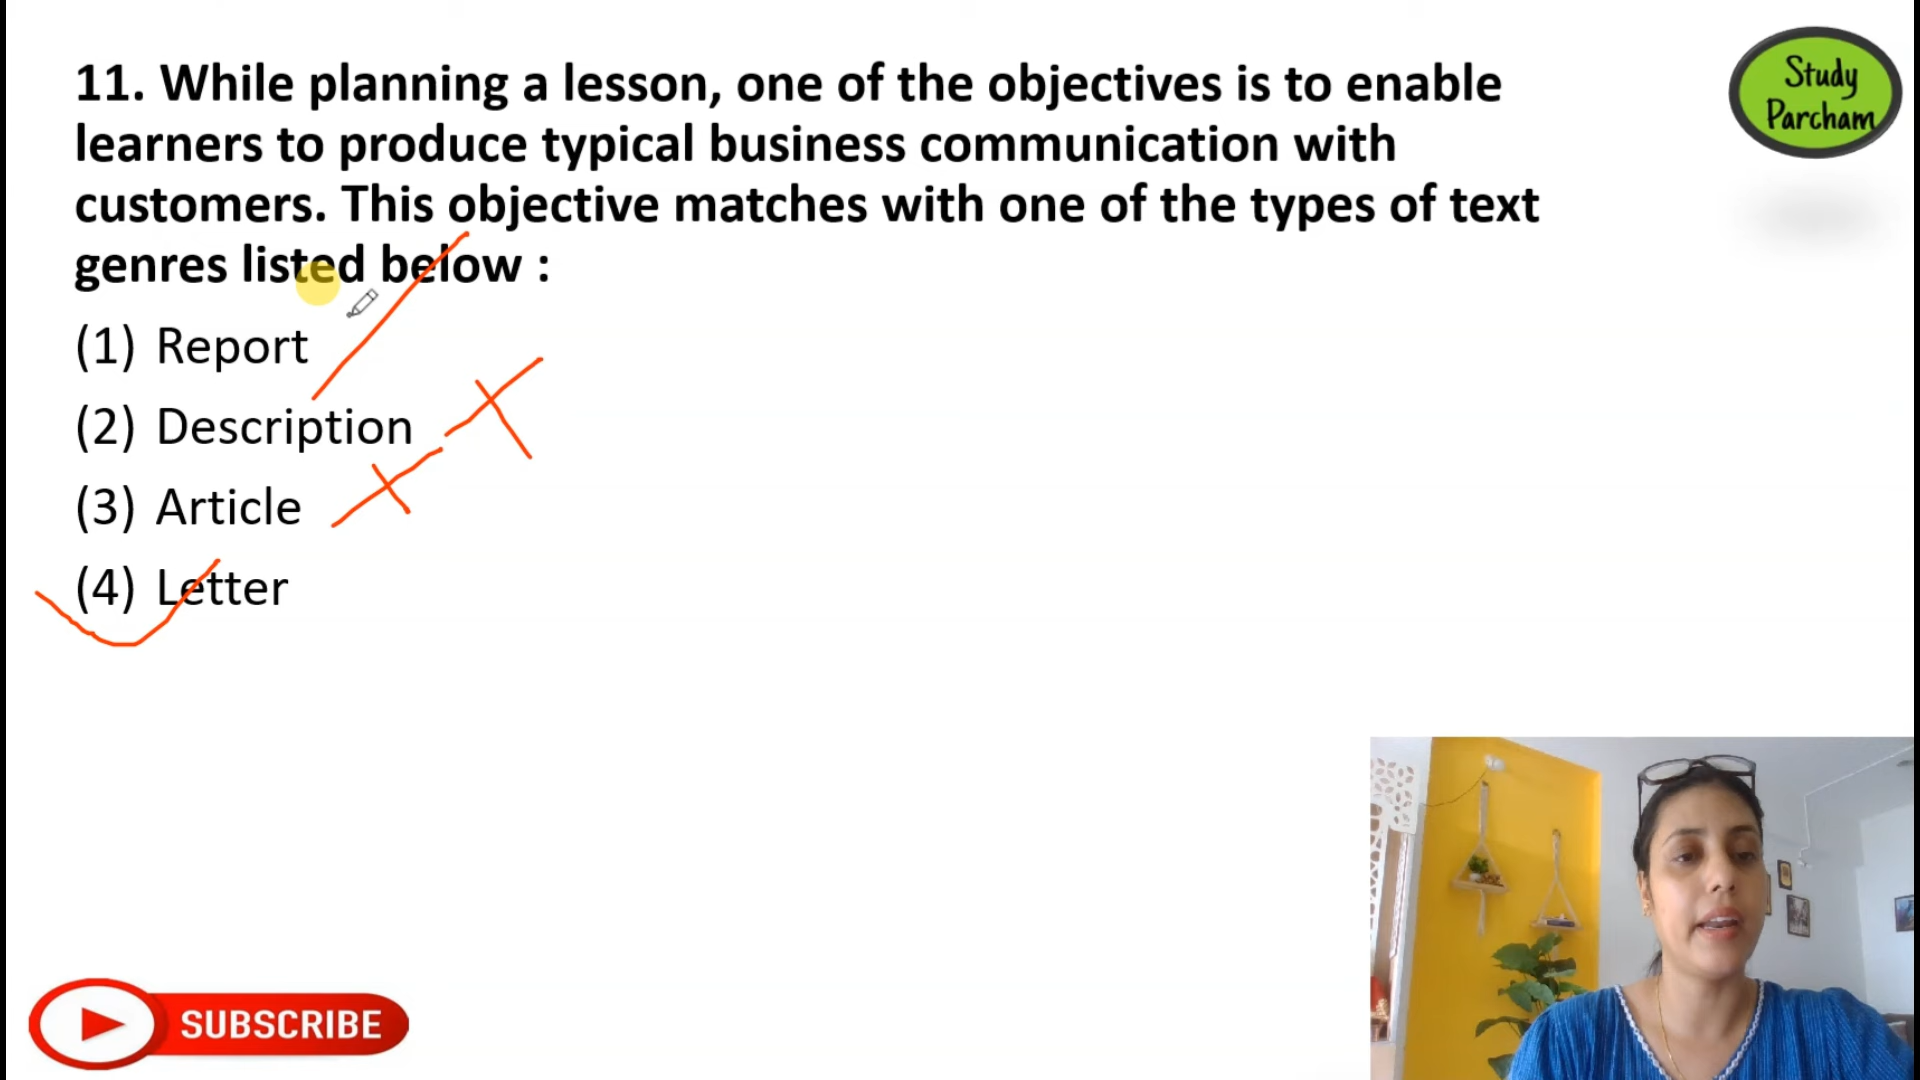 11. While planning a lesson, one of the objectives is to enable
learners to produce typical business communication with
customers. This objective matches with one of the types of text
genres listed below :
(1) Report
(2) Description
(3) Article
(4) Letter
Study
Parcham
SUBSCRIBE